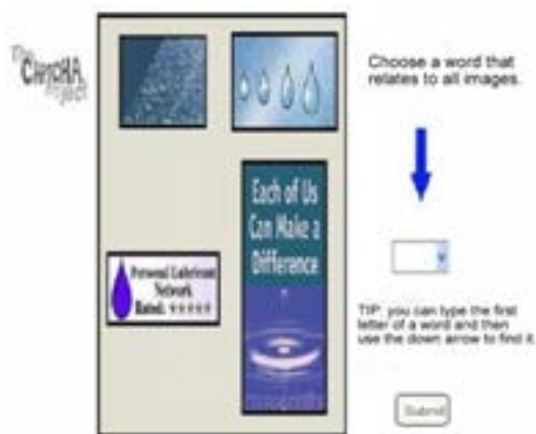 The
CAPTCHA
Project
Choose a word that
relates to all images.
Each of Us
Can Make a
Difference
Personal Lubricant
Network
Rated:
TIP: you can type the first
letter of a word and then
use the down arrow to find it.
Submit